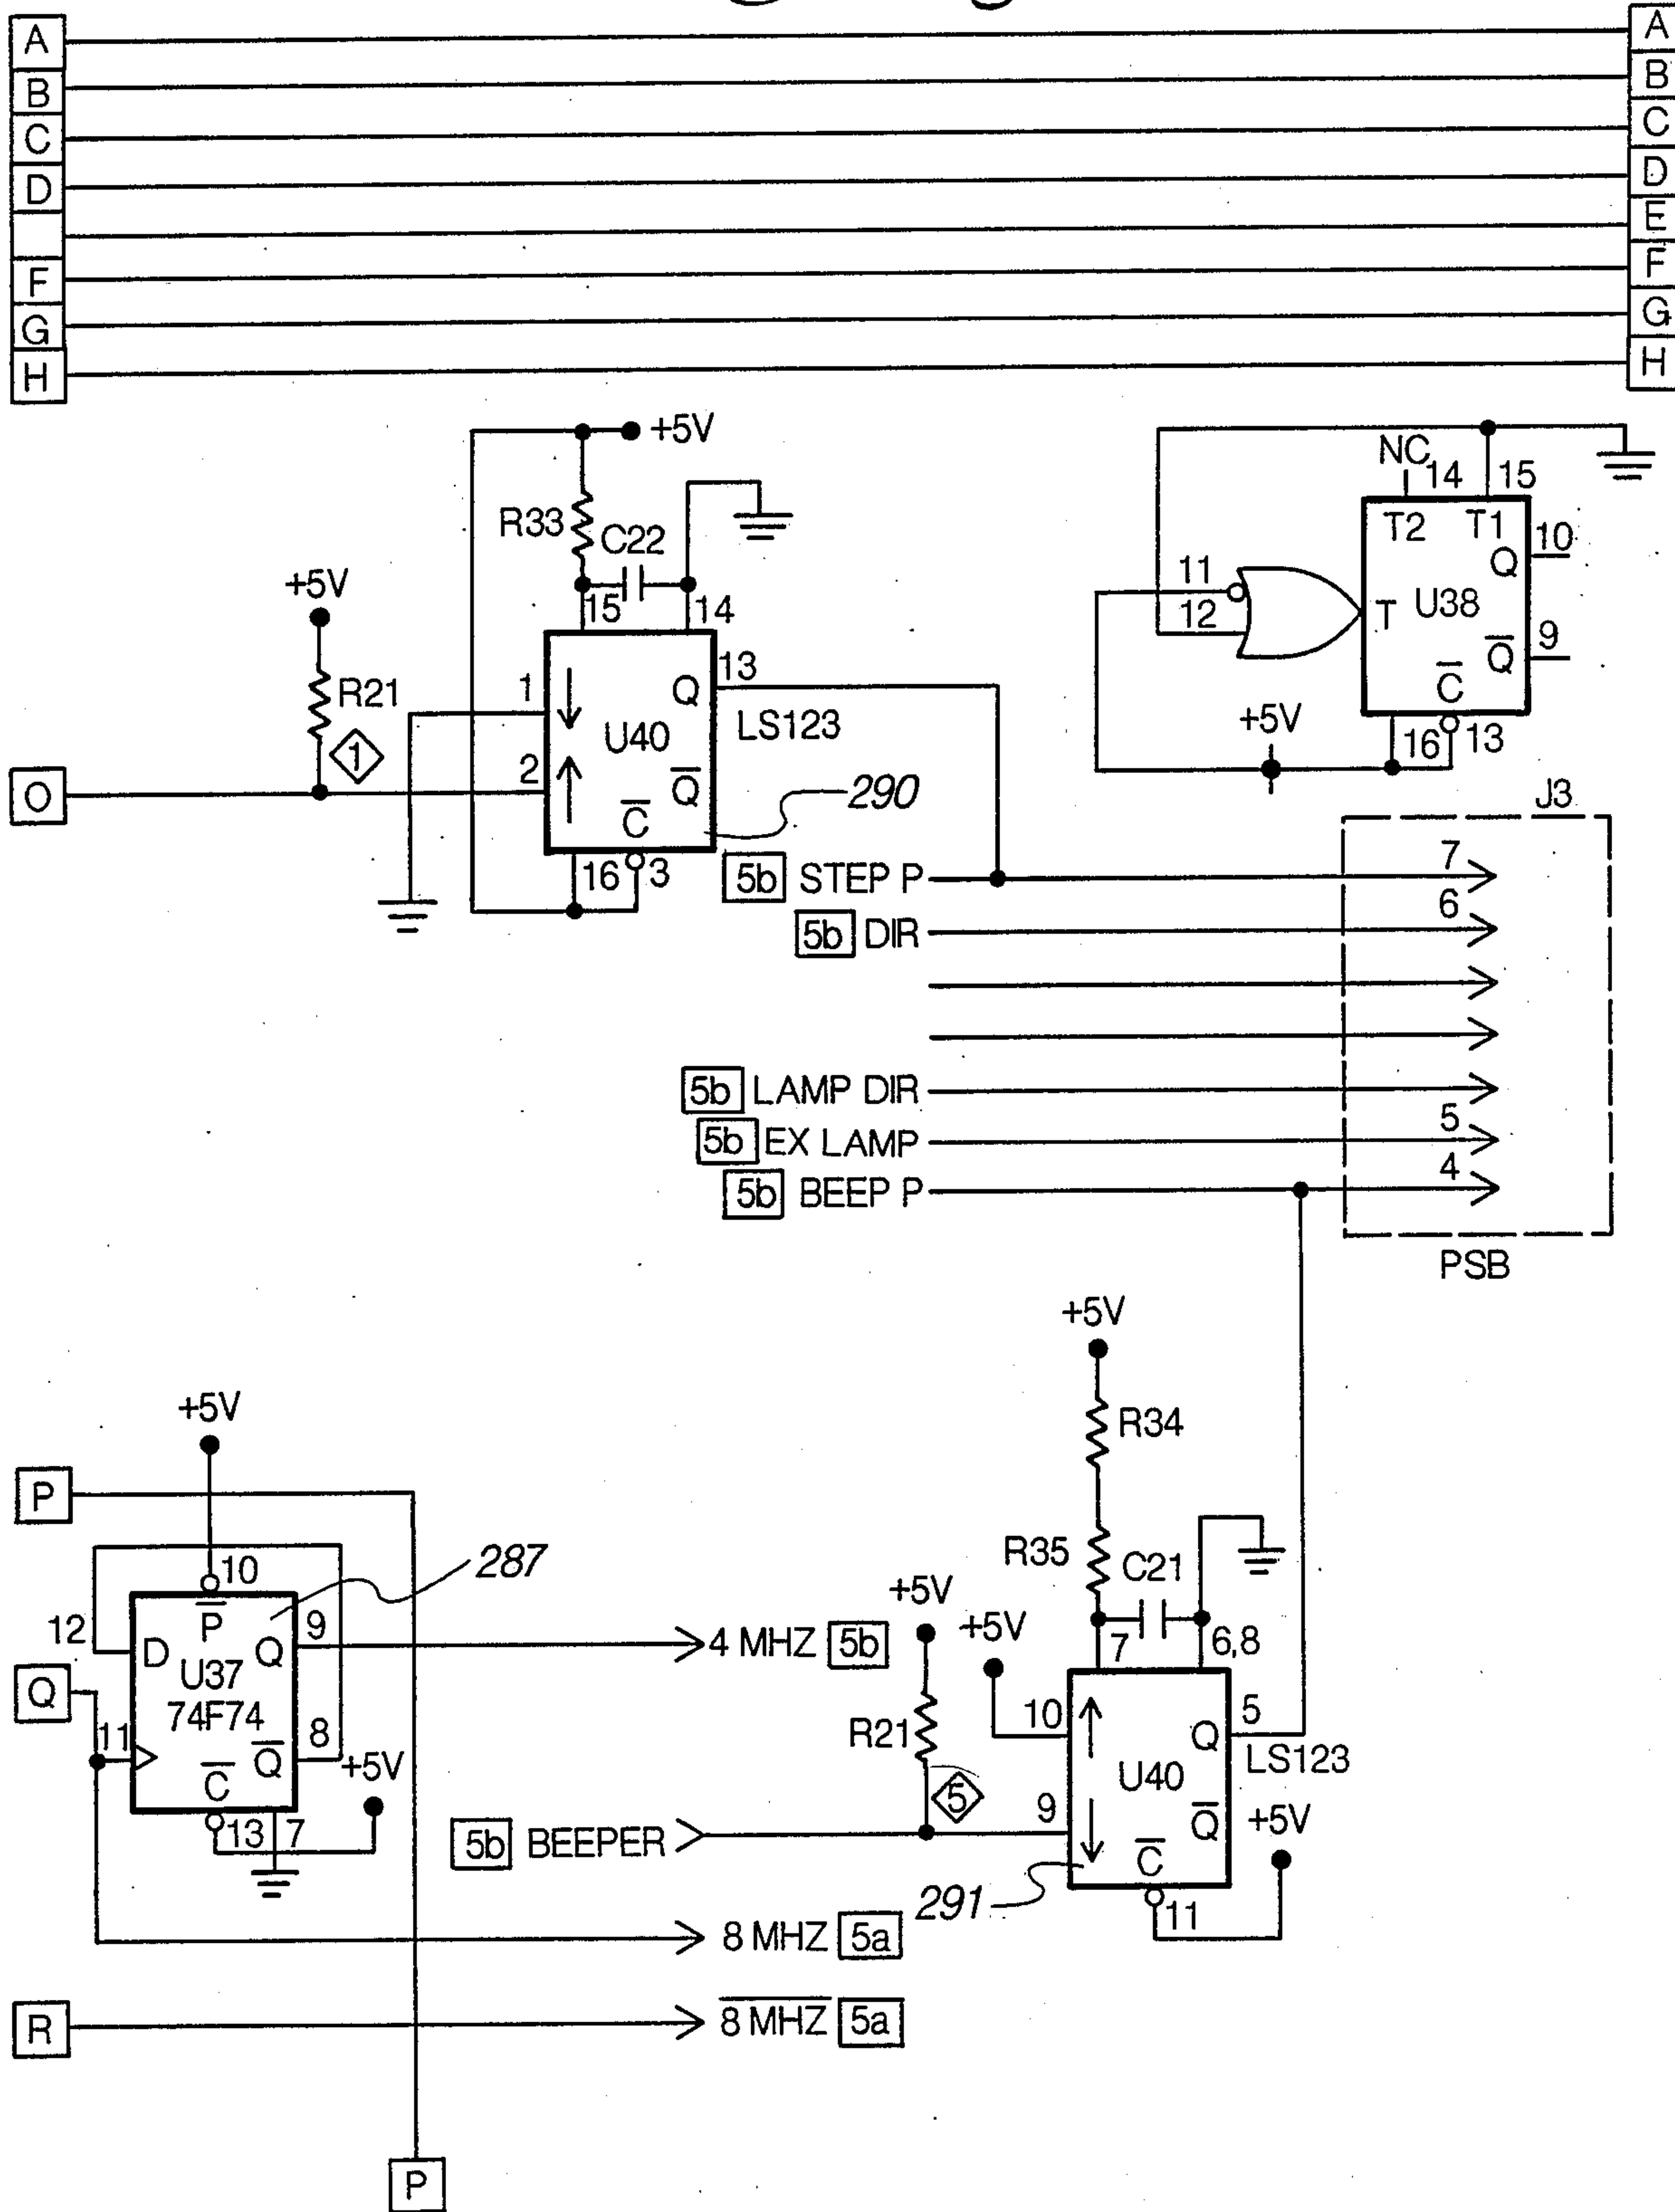 A A
B B
C C
D D
E
F F
G G
H H
+5V
R33
C22
15 14
+5V
R21
1
O
1
2
U40
Q
Q̅
C̅
13
LS123
16 3
290
NC
14 15
T2 T1
11
12
T
U38
Q
Q̅
C̅
10
9
+5V
16 13
J3
5b STEP P 7
5b DIR 6
5b LAMP DIR
5b EX LAMP 5
5b BEEP P 4
PSB
+5V
P
10
287
12
D
P̅
Q
9
U37
74F74
Q
11
C̅
Q̅
8
+5V
13 7
4 MHZ 5b
+5V
R34
R35
C21
7 6,8
+5V
+5V
R21
5
10
9
Q
5
LS123
U40
Q̅
C̅
11
+5V
5b BEEPER
291
8 MHZ 5a
R
8̅ ̅M̅H̅Z̅ 5a
P